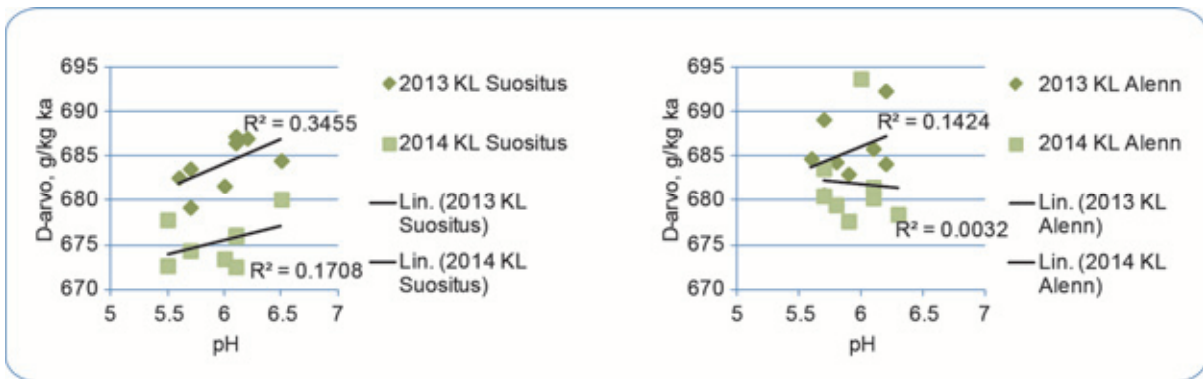 695
690
685
680
675
670
5
5.5
6
6.5
7
D-arvo, g/kg ka
pH
R² = 0.3455
R² = 0.1708
2013 KL Suositus
2014 KL Suositus
Lin. (2013 KL
Suositus)
Lin. (2014 KL
Suositus)
695
690
685
680
675
670
5
5.5
6
6.5
7
D-arvo, g/kg ka
pH
R² = 0.1424
R² = 0.0032
2013 KL Alenn
2014 KL Alenn
Lin. (2013 KL
Alenn)
Lin. (2014 KL
Alenn)